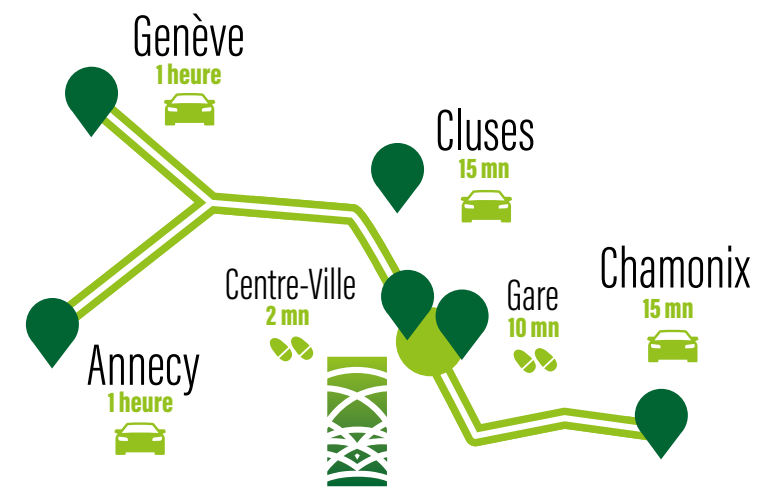 Genève
1 heure
Cluses
15 mn
Chamonix
15 mn
Centre-Ville
2 mn
Gare
10 mn
Annecy
1 heure